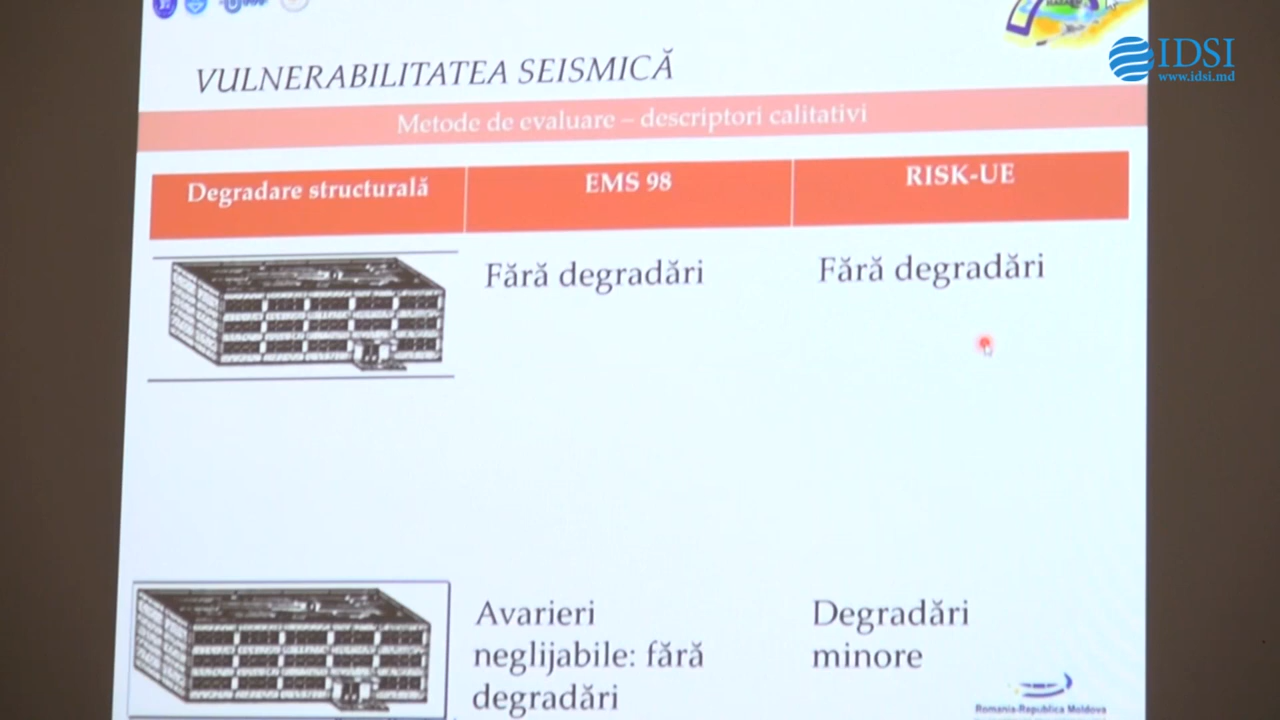 IDSI
www.idsi.md
VULNERABILITATEA SEISMICĂ
Metode de evaluare – descriptori calitativi
Degradare structurală
EMS 98
RISK-UE
Fără degradări
Fără degradări
Avarieri
neglijabile: fără
degradări
Degradări
minore
Romania-Republica Moldova